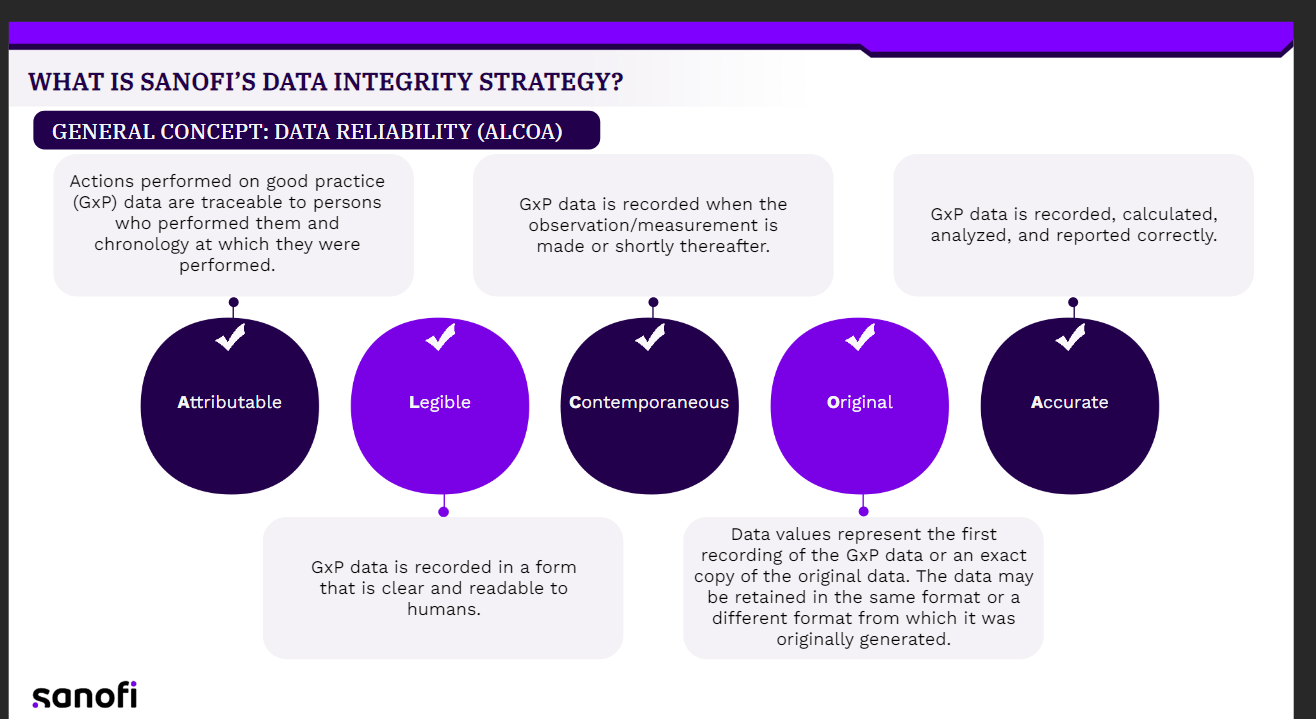 WHAT IS SANOFI’S DATA INTEGRITY STRATEGY?
GENERAL CONCEPT: DATA RELIABILITY (ALCOA)
Actions performed on good practice
(GxP) data are traceable to persons
who performed them and
chronology at which they were
performed.
GxP data is recorded when the
observation/measurement is
made or shortly thereafter.
GxP data is recorded, calculated,
analyzed, and reported correctly.
Attributable
Legible
Contemporaneous
Original
Accurate
GxP data is recorded in a form
that is clear and readable to
humans.
Data values represent the first
recording of the GxP data or an exact
copy of the original data. The data may
be retained in the same format or a
different format from which it was
originally generated.
sanofi